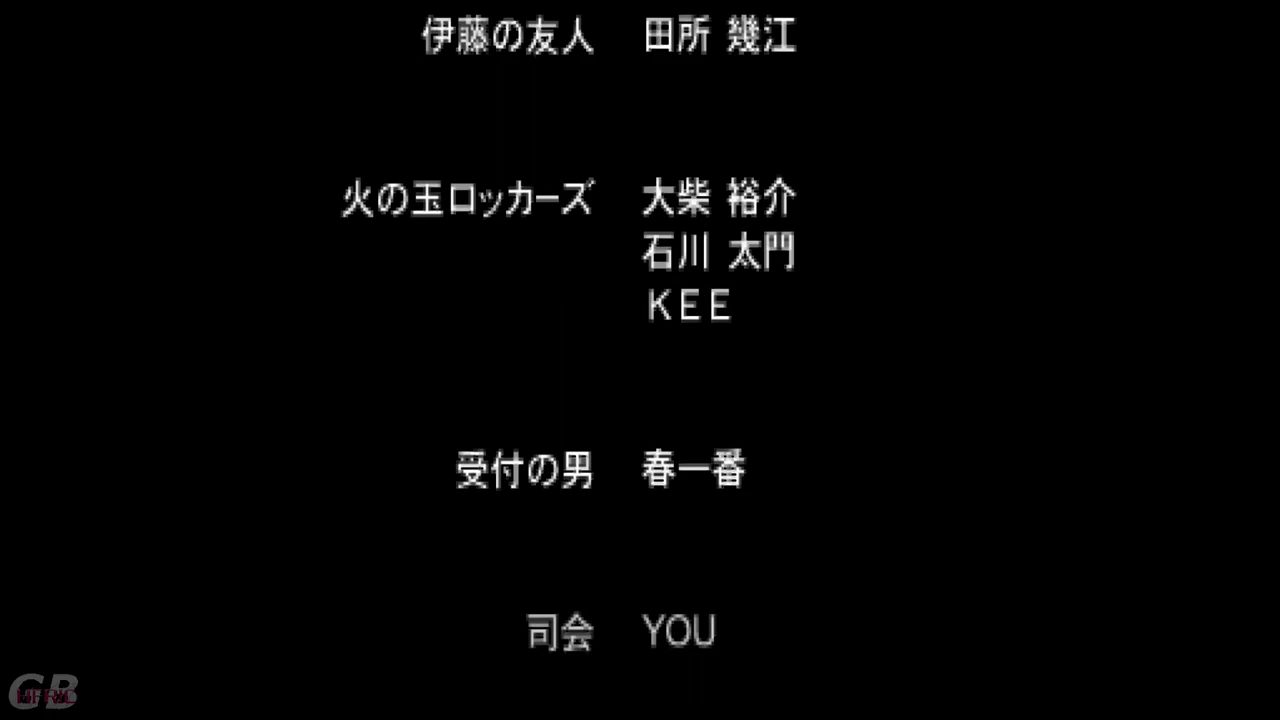 伊藤の友人 田所 幾江
火の玉ロッカーズ 大柴 裕介
石川 太門
KEE
受付の男 春一番
司会 YOU
GB